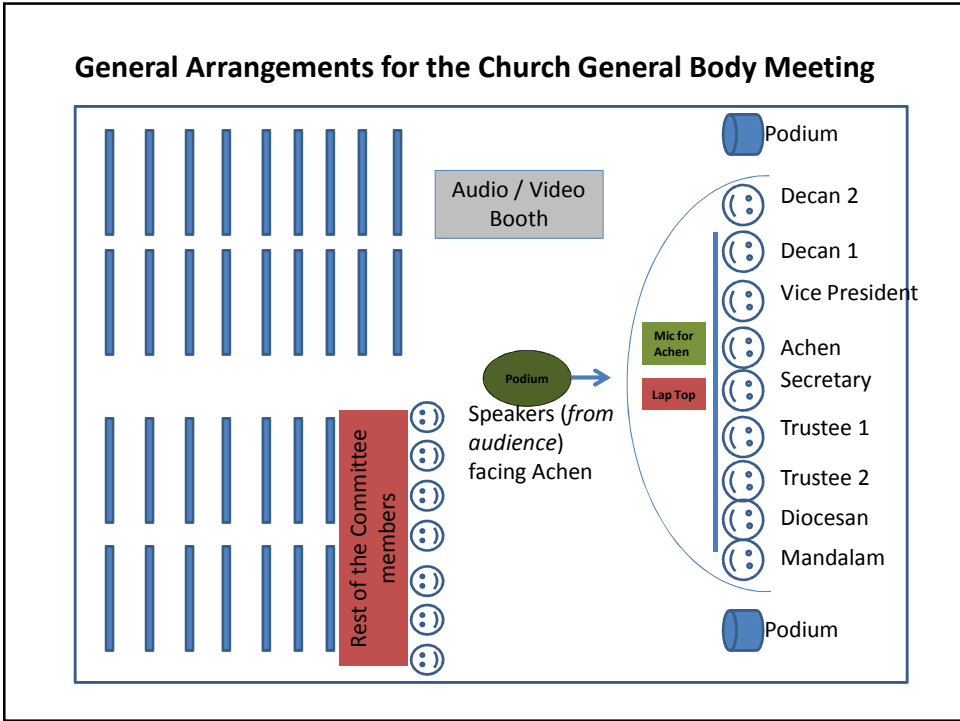 General Arrangements for the Church General Body Meeting
Podium
Audio / Video
Booth
Decan 2
Decan 1
Vice President
Mic for
Achen
Achen
Podium
Secretary
Lap Top
Speakers (from
audience)
facing Achen
Rest of the Committee
members
Trustee 1
Trustee 2
Diocesan
Mandalam
Podium